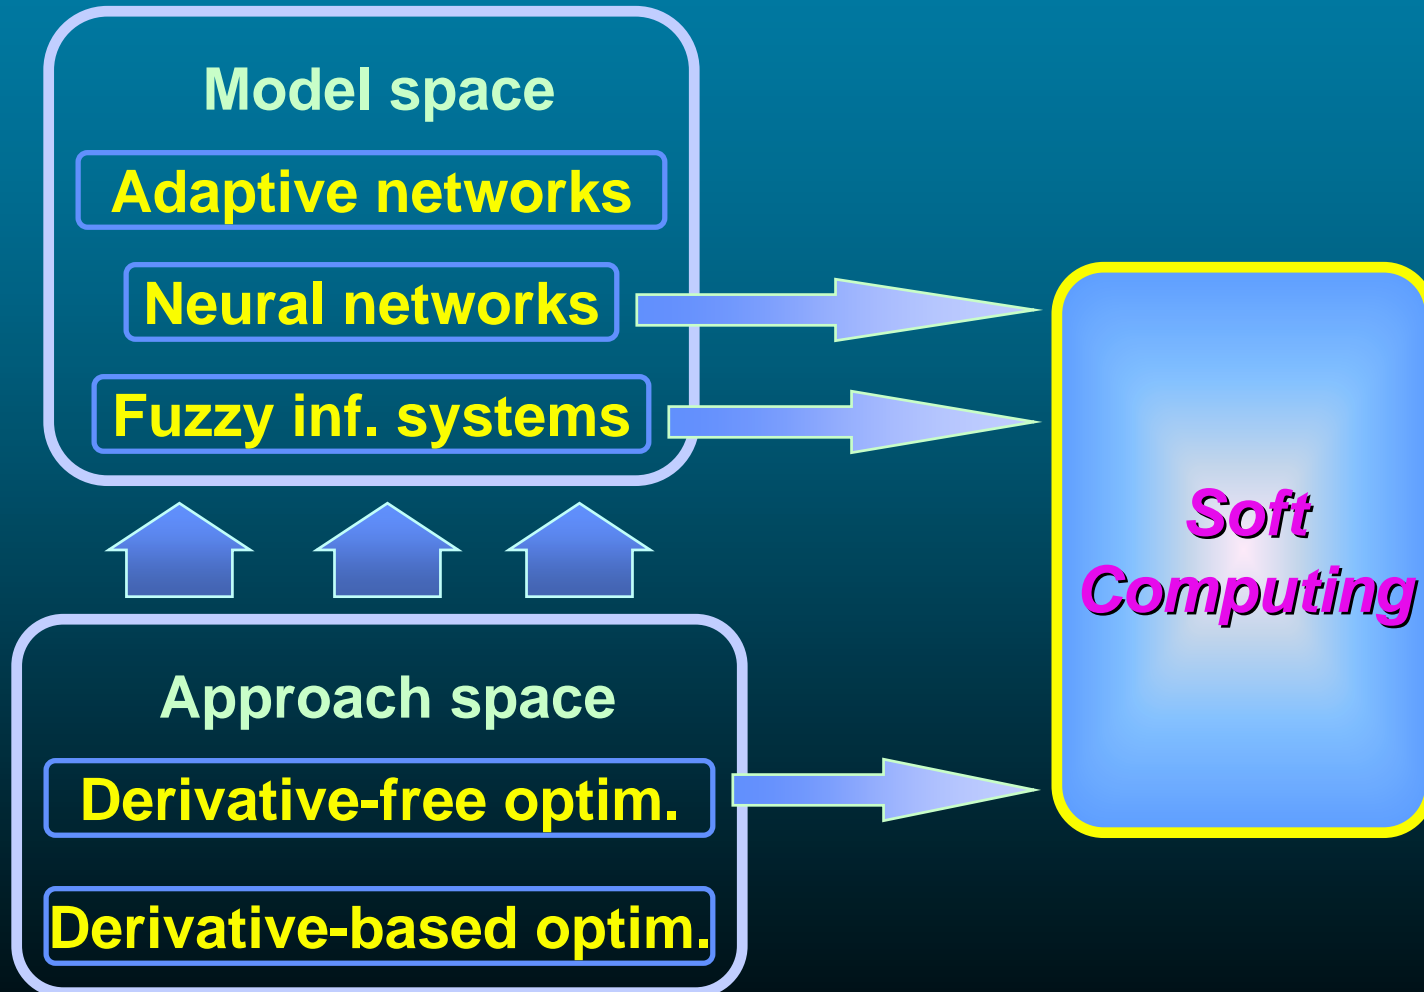 Model space
Adaptive networks
Neural networks
Fuzzy inf. systems
Soft
Computing
Approach space
Derivative-free optim.
Derivative-based optim.